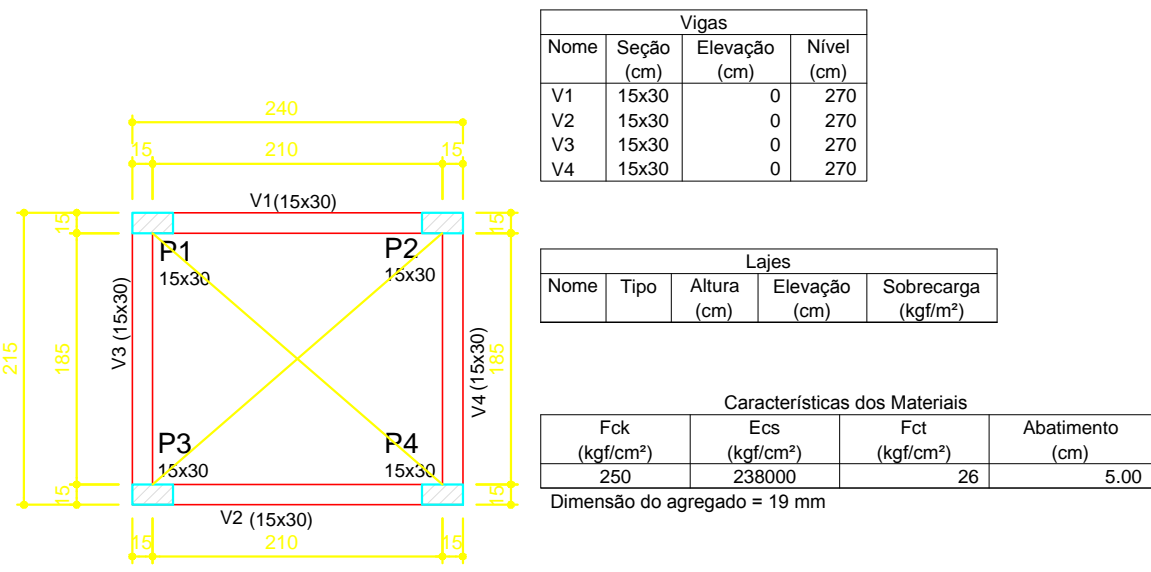 Vigas
Nome Seção (cm) Elevação (cm) Nível (cm)
V1 15x30 0 270
V2 15x30 0 270
V3 15x30 0 270
V4 15x30 0 270
240
15 210 15
V1(15x30)
15
15
P1
15x30
P2
15x30
215
185
V3 (15x30)
V4 (15x30)
185
P3
15x30
P4
15x30
15
15
V2 (15x30)
15 210 15
Lajes
Nome Tipo Altura (cm) Elevação (cm) Sobrecarga (kgf/m²)
Características dos Materiais
Fck (kgf/cm²) Ecs (kgf/cm²) Fct (kgf/cm²) Abatimento (cm)
250 238000 26 5.00
Dimensão do agregado = 19 mm